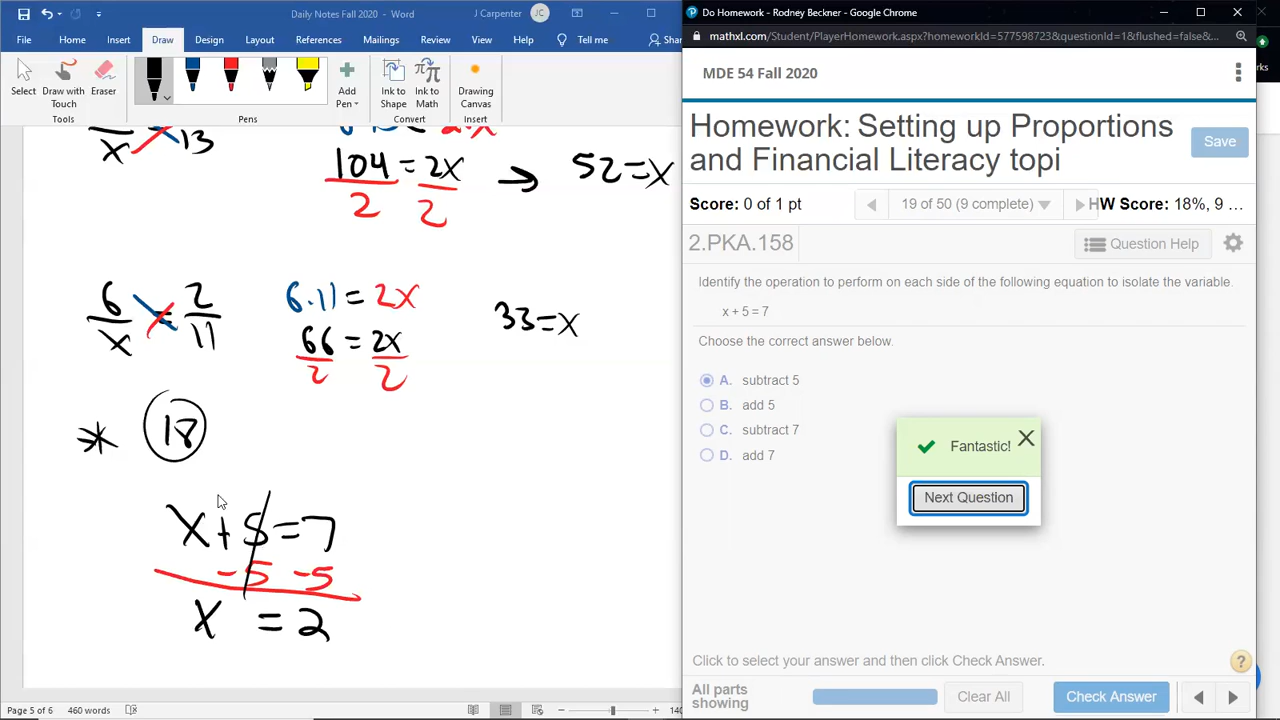 Daily Notes Fall 2020 - Word
J Carpenter
JC
File Home Insert Draw Design Layout References Mailings Review View Help Tell me Share
Select
Draw with Touch
Eraser
Add Pen
Ink to Shape
Ink to Math
Drawing Canvas
Tools
Pens
Convert
Insert
x 13
104 = 2x → 52 = x
2 2
6/x = 2/11
6·11 = 2x
66 = 2x
2 2
33 = x
* 18
x + 5 = 7
-5 -5
x = 2
Page 5 of 6 460 words
Do Homework - Rodney Beckner - Google Chrome
mathxl.com/Student/PlayerHomework.aspx?homeworkId=577598723&questionId=1&flushed=false&...
MDE 54 Fall 2020
Homework: Setting up Proportions
and Financial Literacy topi
Save
Score: 0 of 1 pt
19 of 50 (9 complete)
HW Score: 18%, 9 ...
2.PKA.158
Question Help
Identify the operation to perform on each side of the following equation to isolate the variable.
x + 5 = 7
Choose the correct answer below.
A. subtract 5
B. add 5
C. subtract 7
D. add 7
Fantastic!
Next Question
Click to select your answer and then click Check Answer.
?
All parts
showing
Clear All
Check Answer